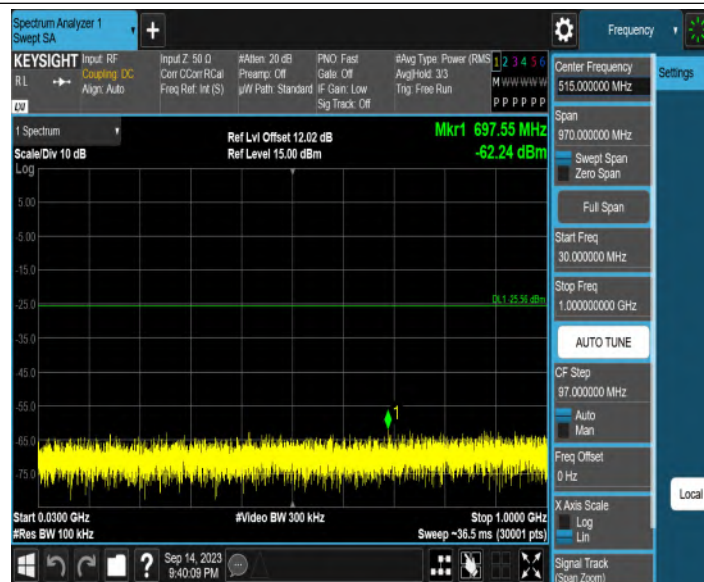 Spectrum Analyzer 1
Swept SA
+
Frequency
KEYSIGHT
RL
LXI
Input: RF
Coupling: DC
Align: Auto
Input Z: 50 Ω
Corr CCorr RCal
Freq Ref: Int (S)
#Atten: 20 dB
Preamp: Off
µW Path: Standard
PNO: Fast
Gate: Off
IF Gain: Low
Sig Track: Off
#Avg Type: Power (RMS
Avg|Hold: 3/3
Trig: Free Run
1 2 3 4 5 6
M W W W W W
P P P P P P
1 Spectrum
Scale/Div 10 dB
Ref Lvl Offset 12.02 dB
Ref Level 15.00 dBm
Mkr1 697.55 MHz
-62.24 dBm
Log
5.00
-5.00
-15.0
-25.0
DL1 -25.56 dBm
-35.0
-45.0
-55.0
1
-65.0
-75.0
Start 0.0300 GHz
#Res BW 100 kHz
#Video BW 300 kHz
Stop 1.0000 GHz
Sweep ~36.5 ms (30001 pts)
?
Sep 14, 2023
9:40:09 PM
Center Frequency
515.000000 MHz
Span
970.000000 MHz
Swept Span
Zero Span
Full Span
Start Freq
30.000000 MHz
Stop Freq
1.000000000 GHz
AUTO TUNE
CF Step
97.000000 MHz
Auto
Man
Freq Offset
0 Hz
X Axis Scale
Log
Lin
Signal Track
(Span Zoom)
Settings
Local